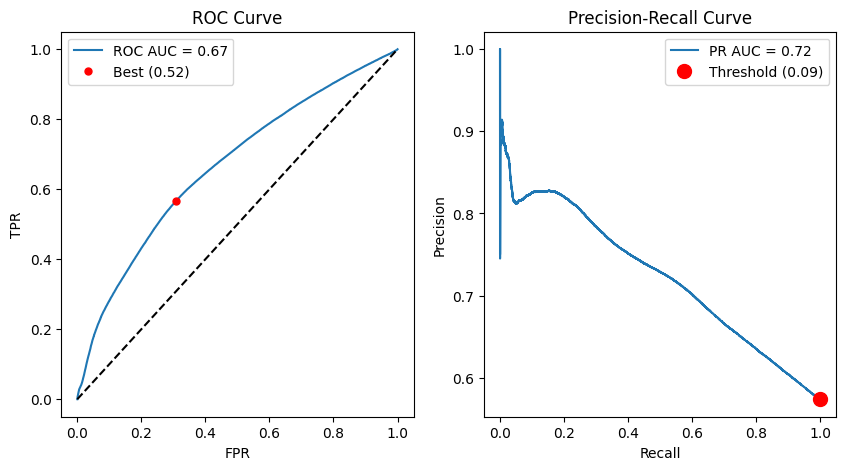 ROC Curve
ROC AUC = 0.67
Best (0.52)
1.0
0.8
0.6
0.4
0.2
0.0
TPR
0.0 0.2 0.4 0.6 0.8 1.0
FPR
Precision-Recall Curve
PR AUC = 0.72
Threshold (0.09)
1.0
0.9
0.8
0.7
0.6
Precision
0.0 0.2 0.4 0.6 0.8 1.0
Recall